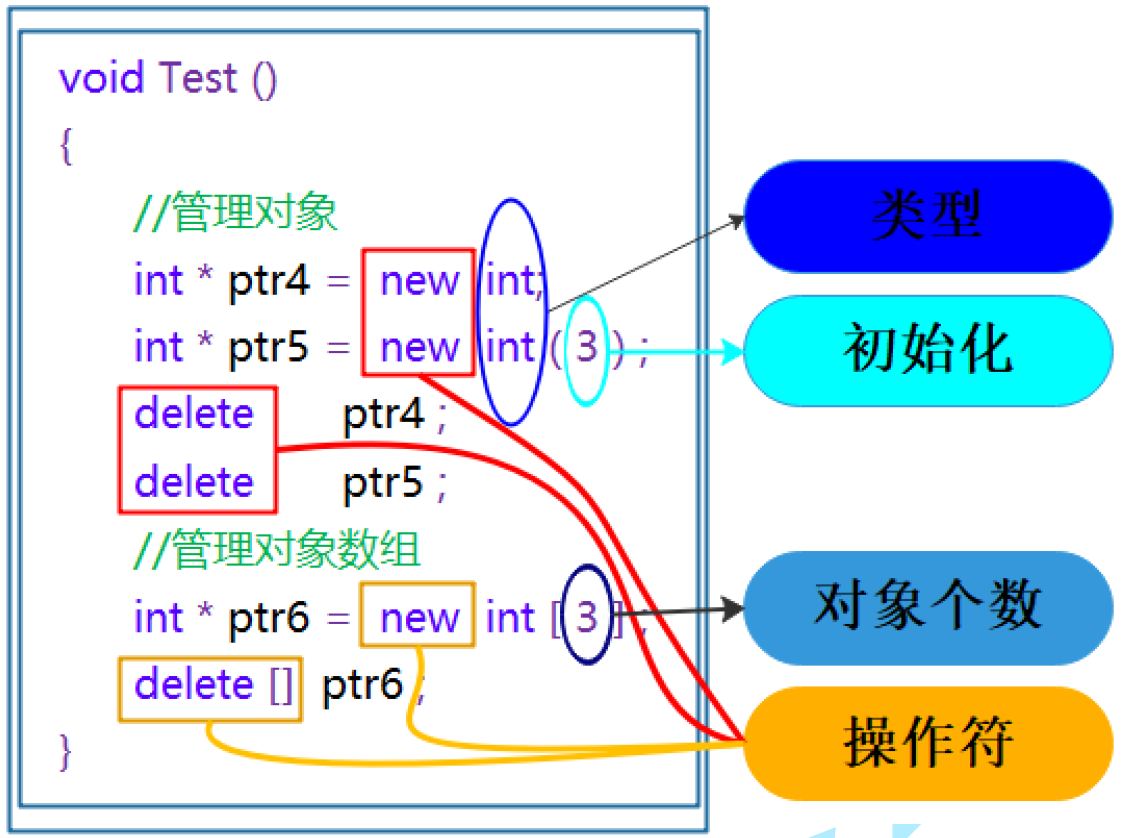 void Test ()
{
//管理对象
int * ptr4 = new int;
int * ptr5 = new int ( 3 ) ;
delete ptr4 ;
delete ptr5 ;
//管理对象数组
int * ptr6 = new int [ 3 ] ;
delete [] ptr6 ;
}
类型
初始化
对象个数
操作符